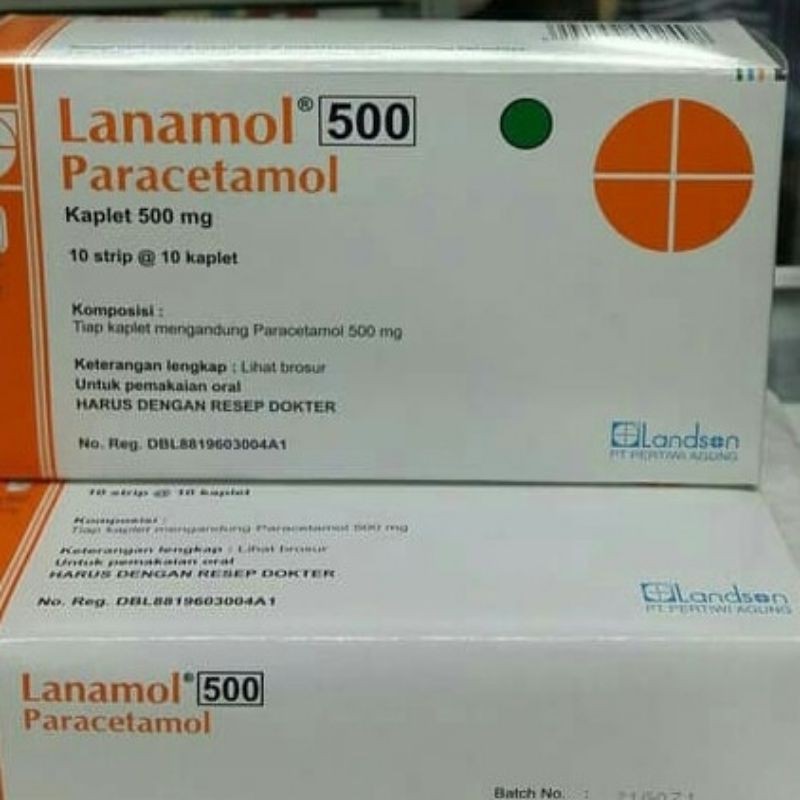 Lanamol® 500
Paracetamol
Kaplet 500 mg
10 strip @ 10 kaplet
Komposisi :
Tiap kaplet mengandung Paracetamol 500 mg
Keterangan lengkap : Lihat brosur
Untuk pemakaian oral
HARUS DENGAN RESEP DOKTER
No. Reg. DBL8819603004A1
Landson
PT PERTIWI AGUNG
10 strip @ 10 kaplet
Komposisi :
Tiap kaplet mengandung Paracetamol 500 mg
Keterangan lengkap : Lihat brosur
Untuk pemakaian oral
HARUS DENGAN RESEP DOKTER
No. Reg. DBL8819603004A1
Landson
PT PERTIWI AGUNG
Lanamol® 500
Paracetamol
Batch No. :